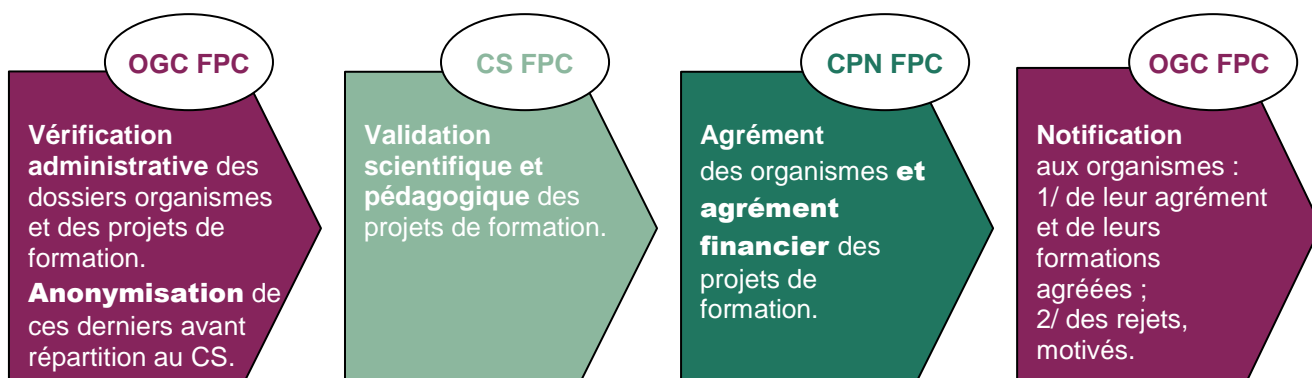 OGC FPC
Vérification
administrative des
dossiers organismes
et des projets de
formation.
Anonymisation de
ces derniers avant
répartition au CS.
CS FPC
Validation
scientifique et
pédagogique des
projets de formation.
CPN FPC
Agrément
des organismes et
agrément
financier des
projets de
formation.
OGC FPC
Notification
aux organismes :
1/ de leur agrément
et de leurs
formations
agréées ;
2/ des rejets,
motivés.